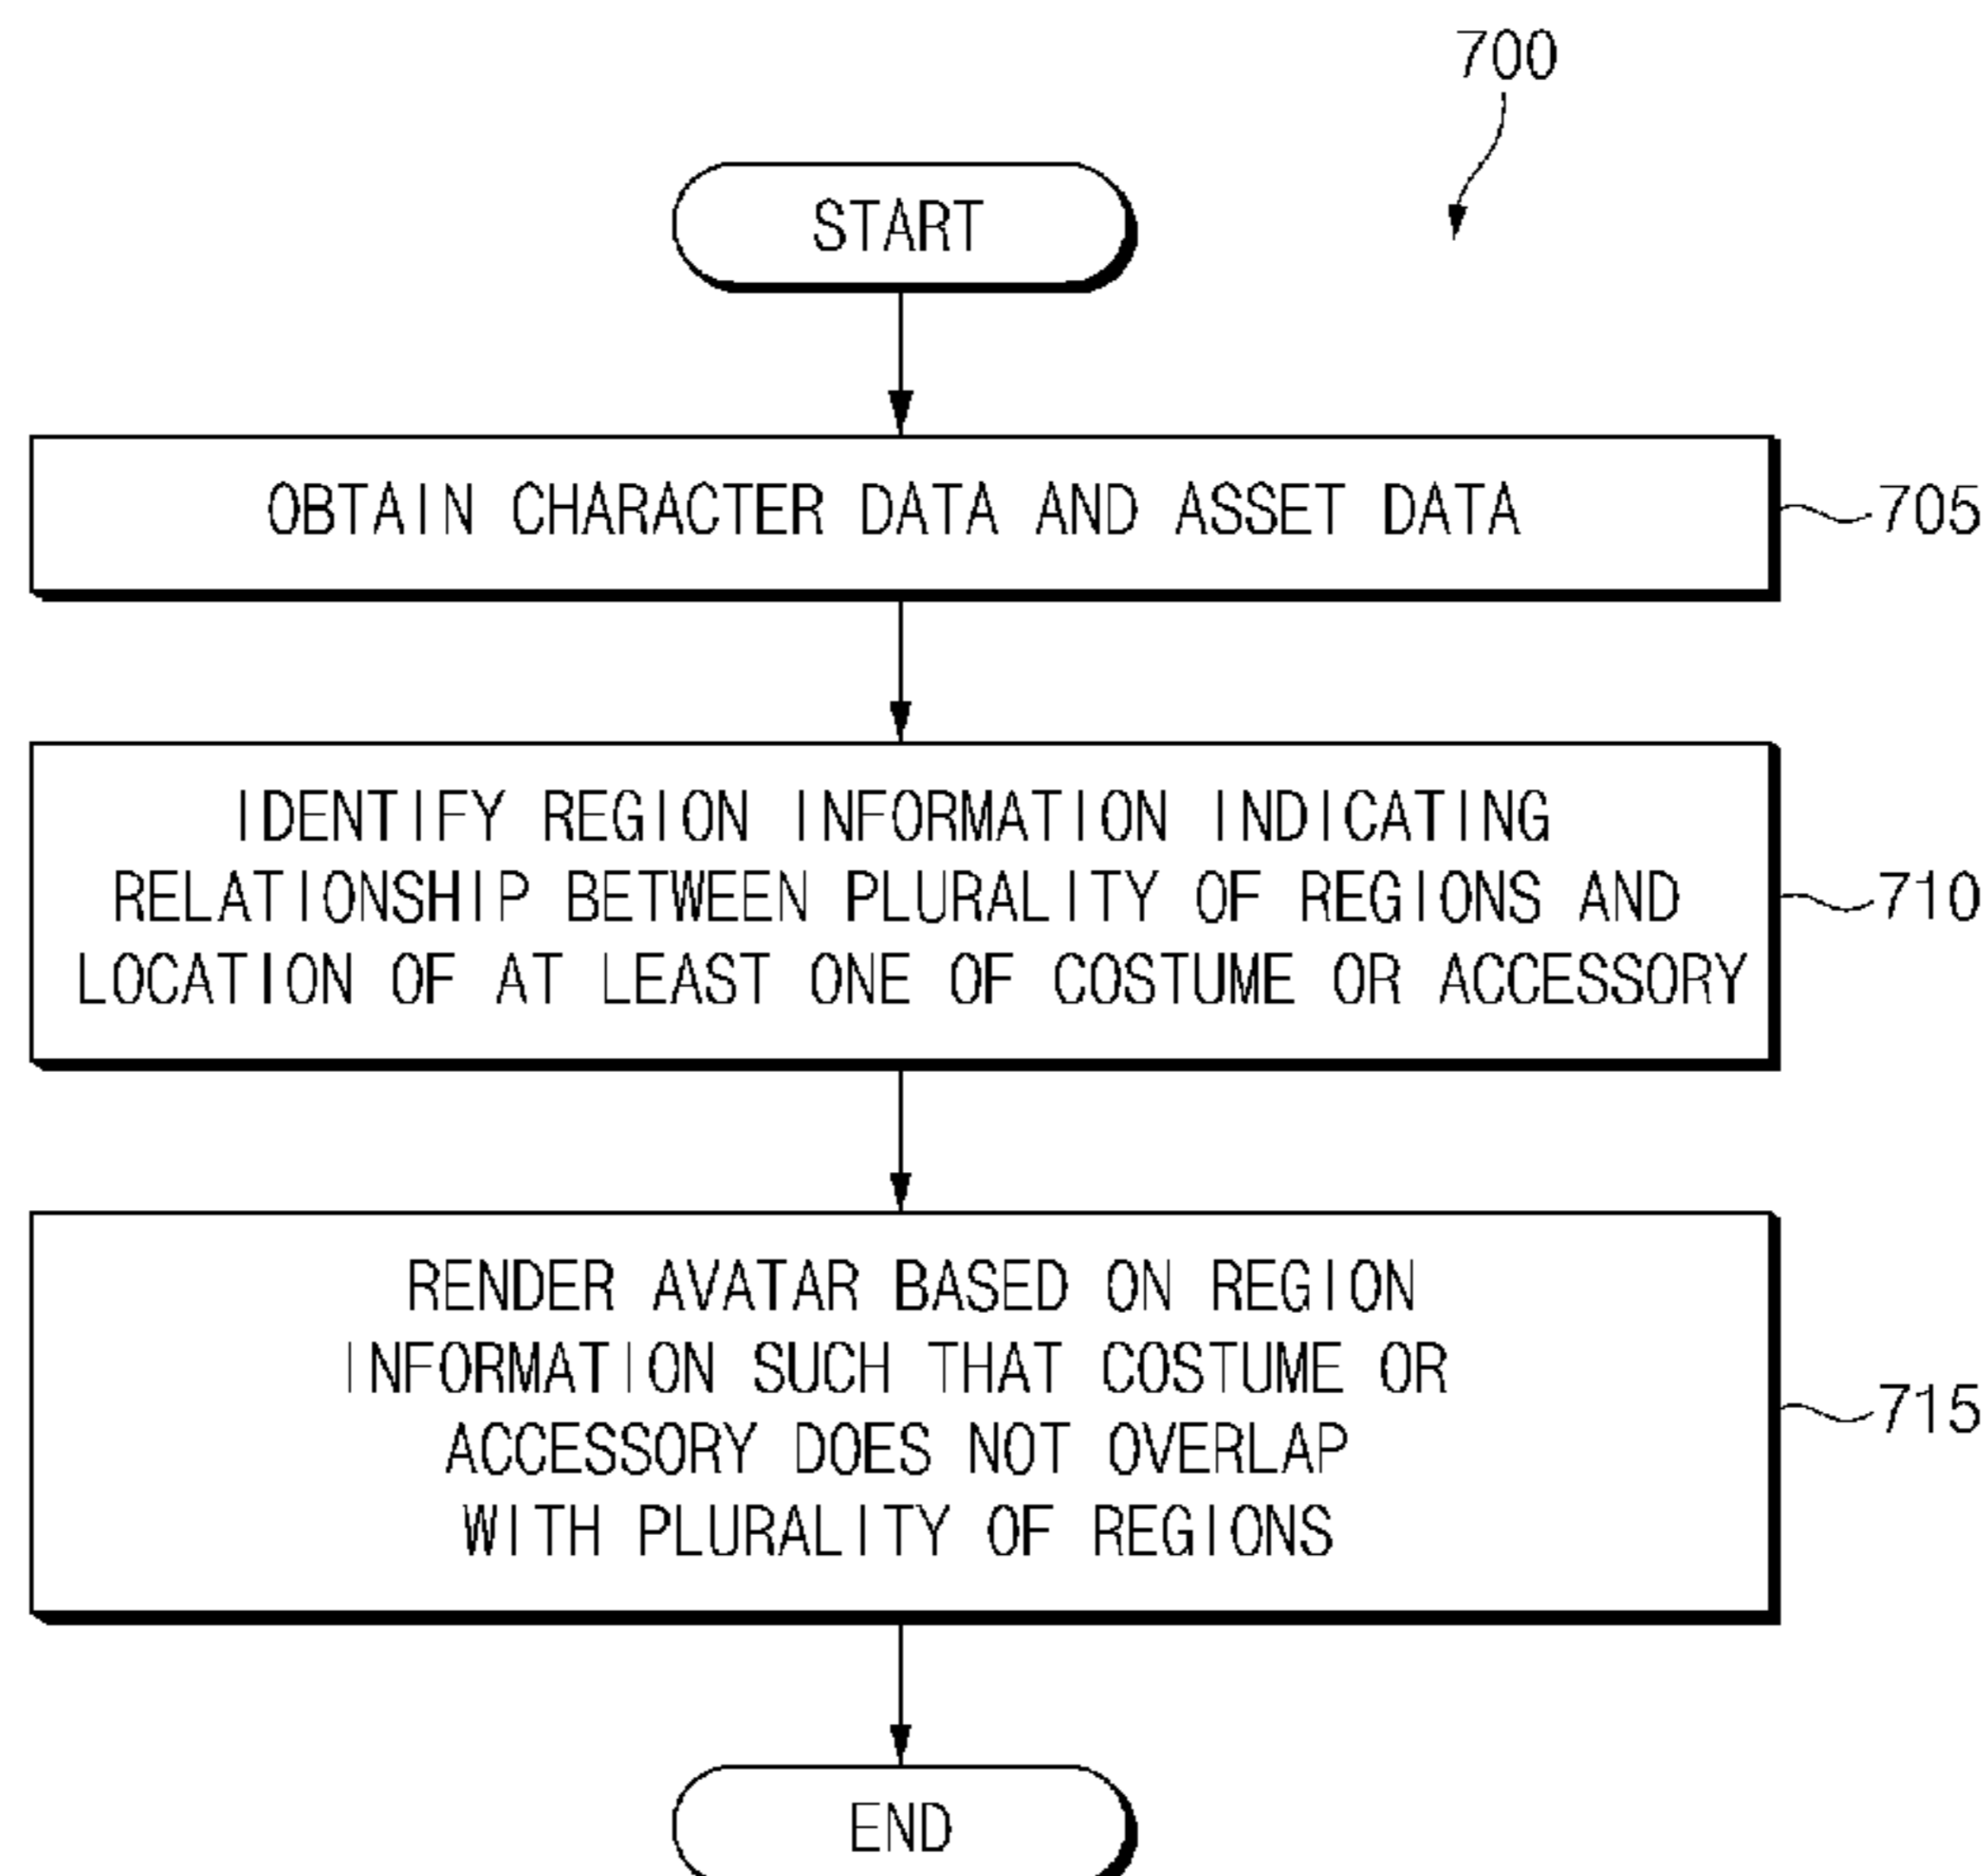 700
START
OBTAIN CHARACTER DATA AND ASSET DATA
705
IDENTIFY REGION INFORMATION INDICATING
RELATIONSHIP BETWEEN PLURALITY OF REGIONS AND
LOCATION OF AT LEAST ONE OF COSTUME OR ACCESSORY
710
RENDER AVATAR BASED ON REGION
INFORMATION SUCH THAT COSTUME OR
ACCESSORY DOES NOT OVERLAP
WITH PLURALITY OF REGIONS
715
END